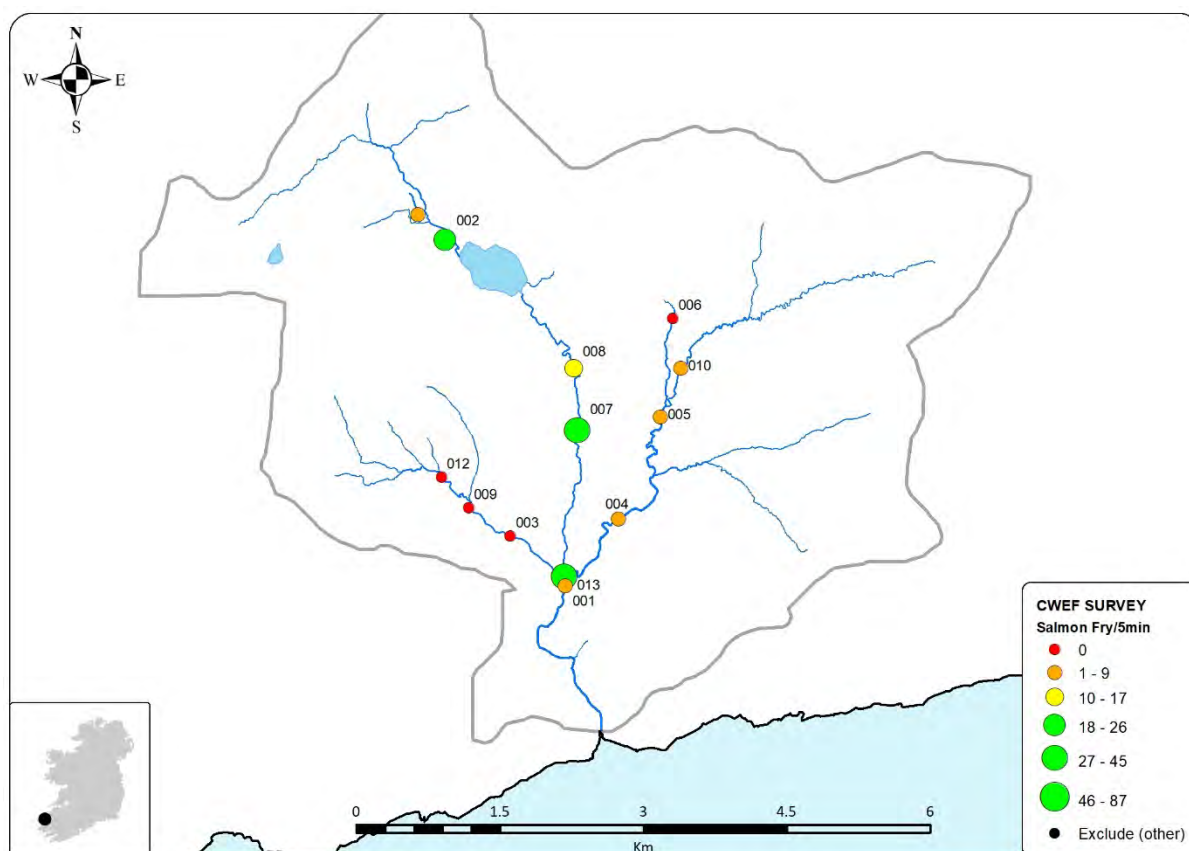 N
W E
S
002
006
008
010
007
005
012
009
004
003
013
001
CWEF SURVEY
Salmon Fry/5min
0
1 - 9
10 - 17
18 - 26
27 - 45
46 - 87
Exclude (other)
0 1.5 3 4.5 6
Km